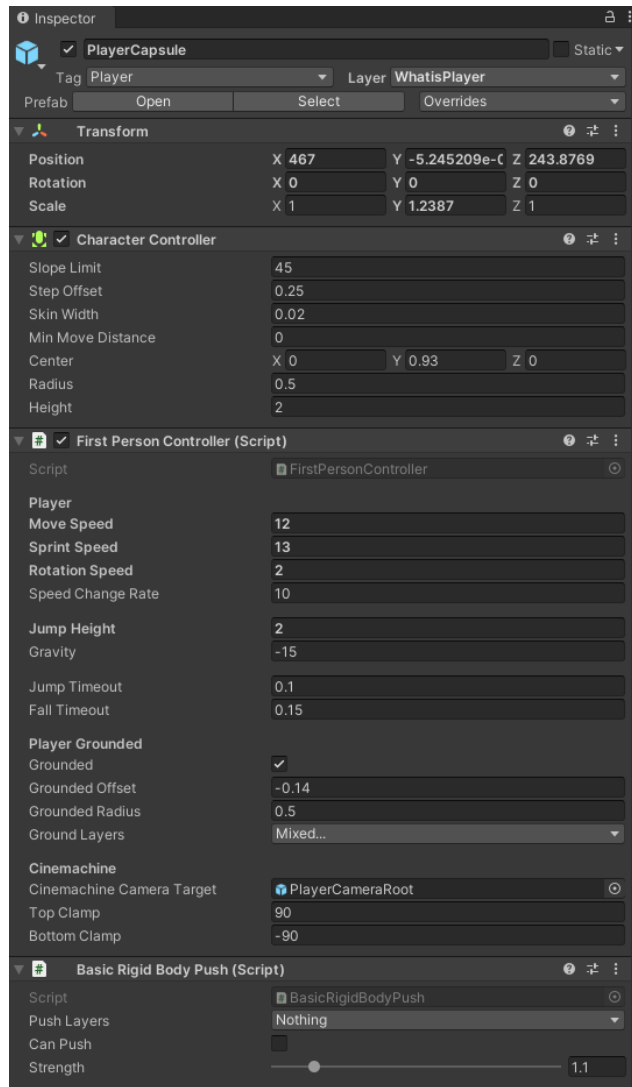 Inspector
PlayerCapsule Static
Tag Player Layer WhatisPlayer
Prefab Open Select Overrides
Transform
Position X 467 Y -5.245209e-0 Z 243.8769
Rotation X 0 Y 0 Z 0
Scale X 1 Y 1.2387 Z 1
Character Controller
Slope Limit 45
Step Offset 0.25
Skin Width 0.02
Min Move Distance 0
Center X 0 Y 0.93 Z 0
Radius 0.5
Height 2
# First Person Controller (Script)
Script # FirstPersonController
Player
Move Speed 12
Sprint Speed 13
Rotation Speed 2
Speed Change Rate 10
Jump Height 2
Gravity -15
Jump Timeout 0.1
Fall Timeout 0.15
Player Grounded
Grounded
Grounded Offset -0.14
Grounded Radius 0.5
Ground Layers Mixed...
Cinemachine
Cinemachine Camera Target PlayerCameraRoot
Top Clamp 90
Bottom Clamp -90
# Basic Rigid Body Push (Script)
Script # BasicRigidBodyPush
Push Layers Nothing
Can Push
Strength 1.1